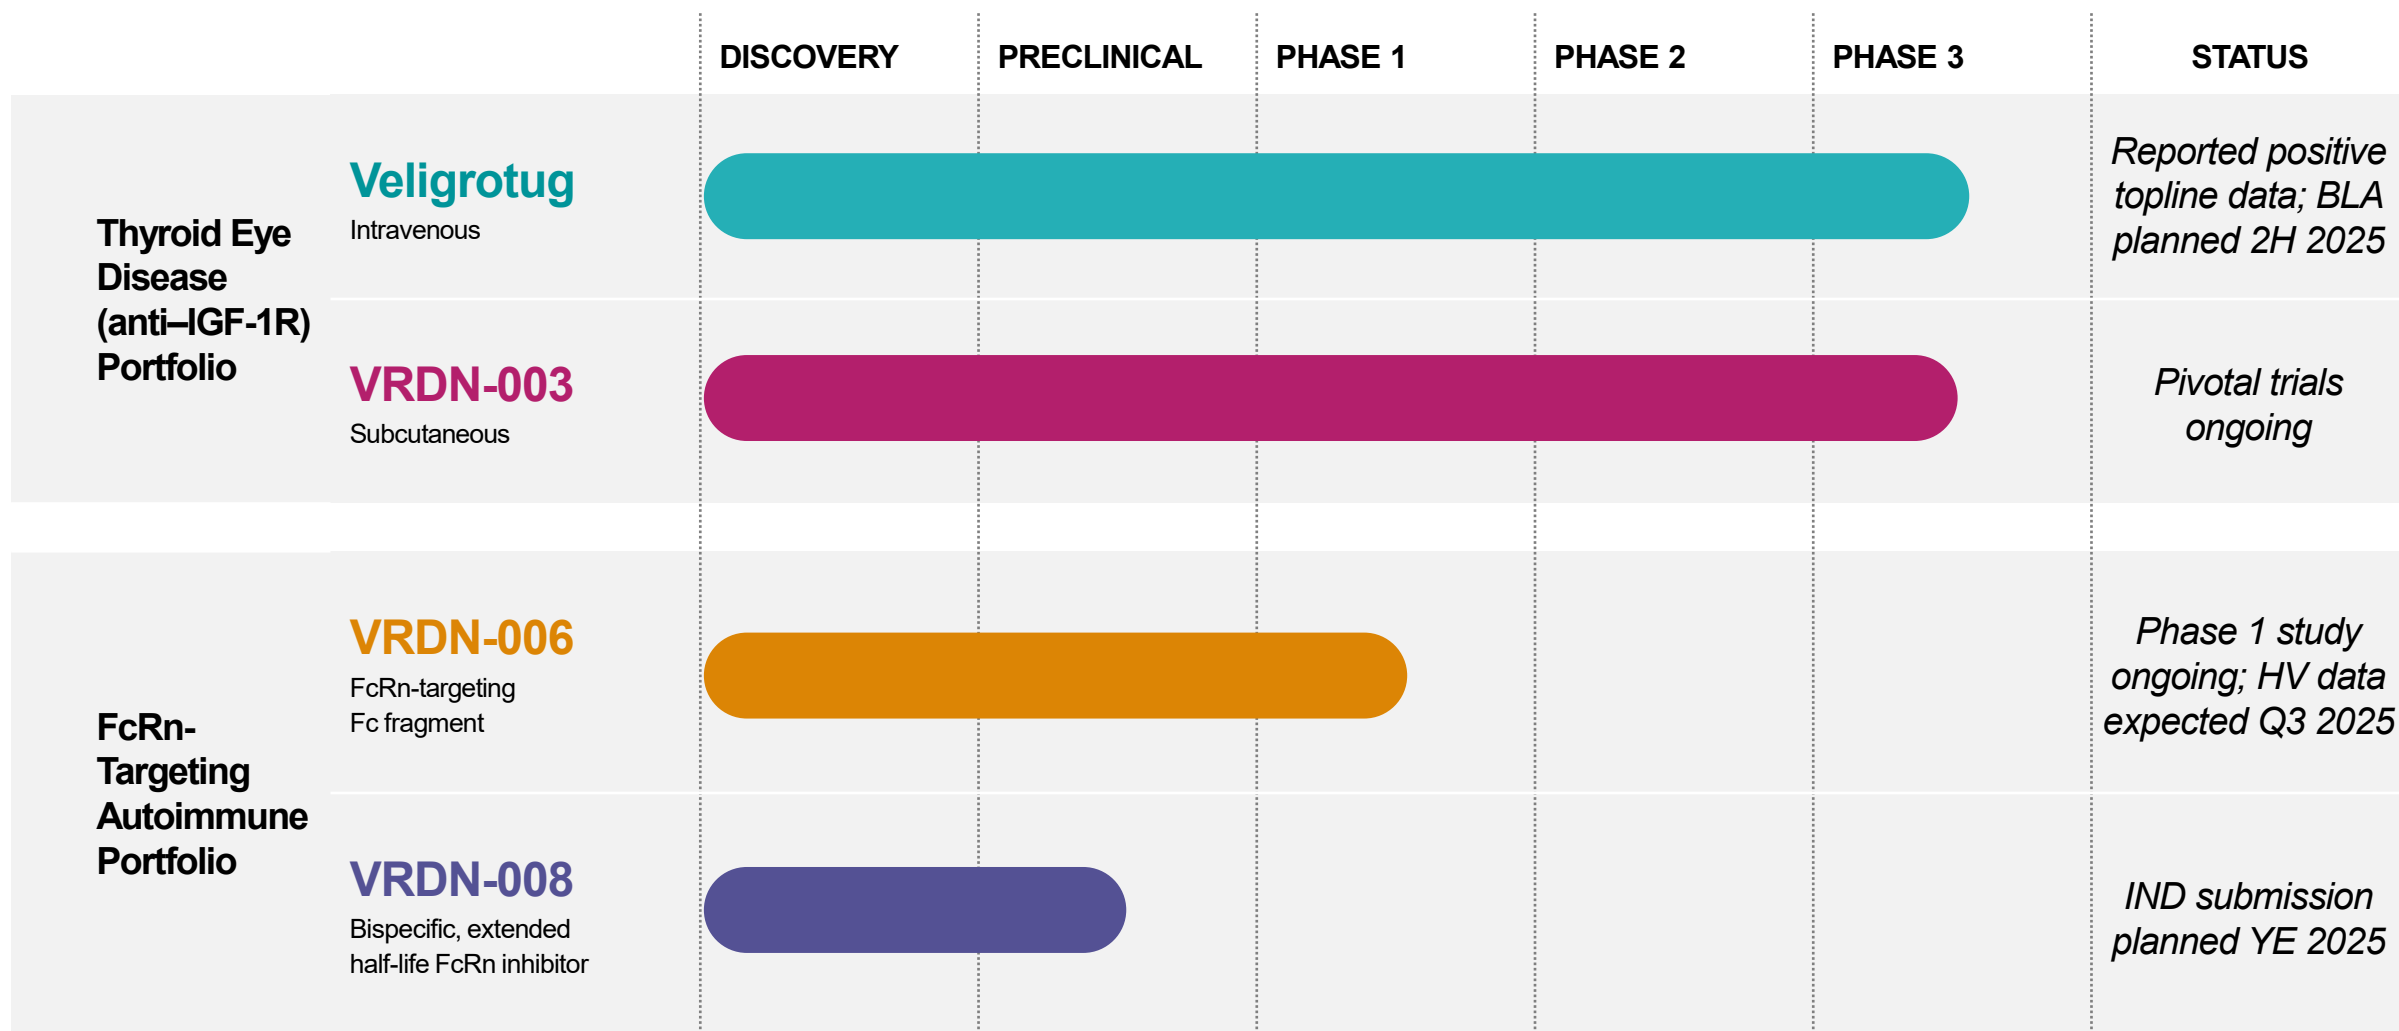 DISCOVERY PRECLINICAL PHASE 1 PHASE 2 PHASE 3 STATUS
Thyroid Eye
Disease
(anti–IGF-1R)
Portfolio
Veligrotug
Intravenous
Reported positive
topline data; BLA
planned 2H 2025
VRDN-003
Subcutaneous
Pivotal trials
ongoing
FcRn-
Targeting
Autoimmune
Portfolio
VRDN-006
FcRn-targeting
Fc fragment
Phase 1 study
ongoing; HV data
expected Q3 2025
VRDN-008
Bispecific, extended
half-life FcRn inhibitor
IND submission
planned YE 2025